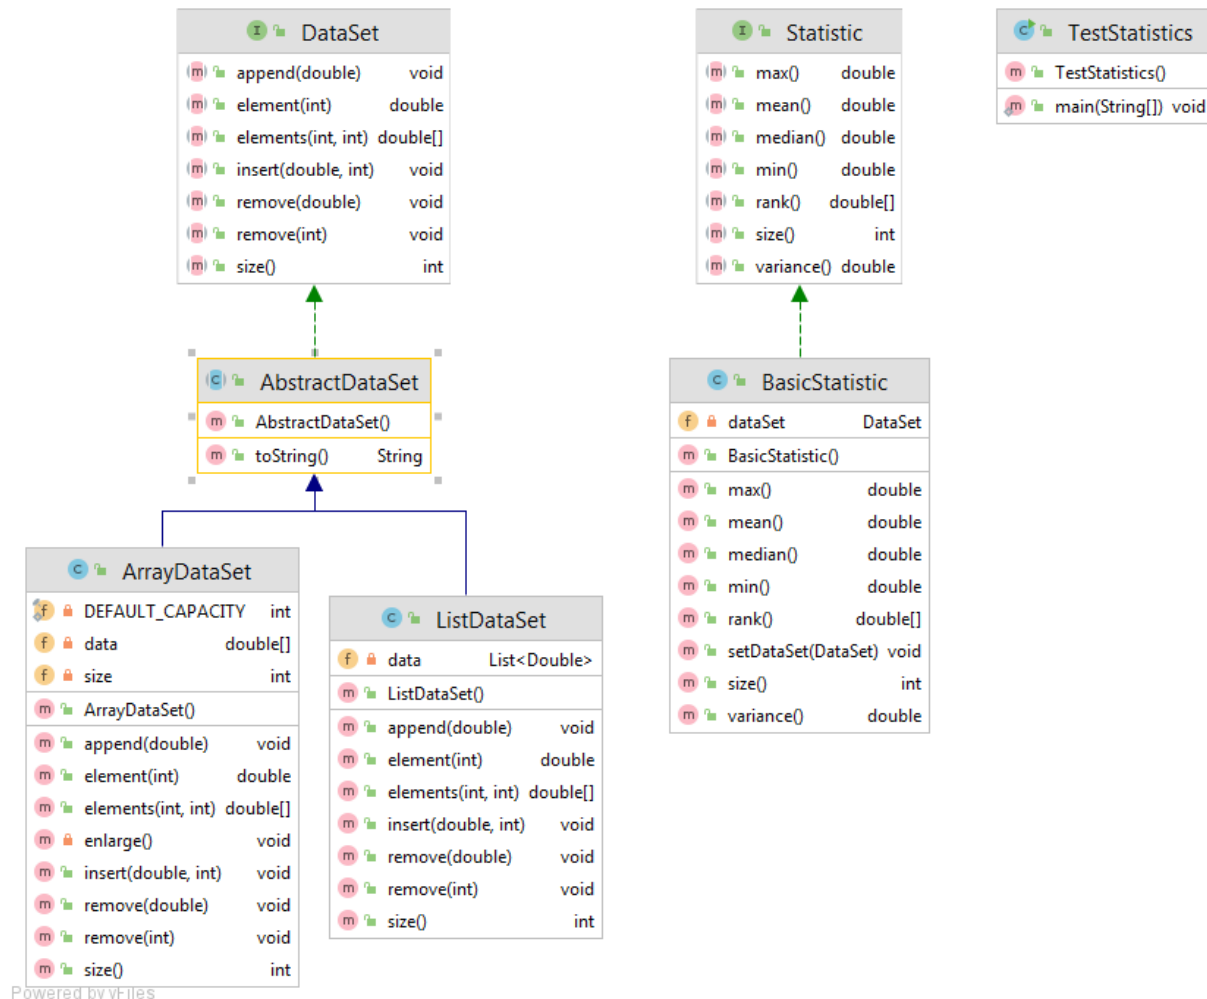 DataSet
append(double) void
element(int) double
elements(int, int) double[]
insert(double, int) void
remove(double) void
remove(int) void
size() int
Statistic
max() double
mean() double
median() double
min() double
rank() double[]
size() int
variance() double
TestStatistics
TestStatistics()
main(String[]) void
AbstractDataSet
AbstractDataSet()
toString() String
BasicStatistic
dataSet DataSet
BasicStatistic()
max() double
mean() double
median() double
min() double
rank() double[]
setDataSet(DataSet) void
size() int
variance() double
ArrayDataSet
DEFAULT_CAPACITY int
data double[]
size int
ArrayDataSet()
append(double) void
element(int) double
elements(int, int) double[]
enlarge() void
insert(double, int) void
remove(double) void
remove(int) void
size() int
ListDataSet
data List<Double>
ListDataSet()
append(double) void
element(int) double
elements(int, int) double[]
insert(double, int) void
remove(double) void
remove(int) void
size() int
Powered by yFiles